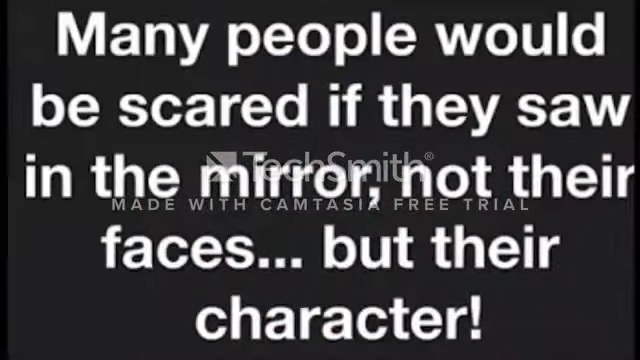 Many people would
be scared if they saw
in the mirror, not their
TechSmith®
MADE WITH CAMTASIA FREE TRIAL
faces... but their
character!